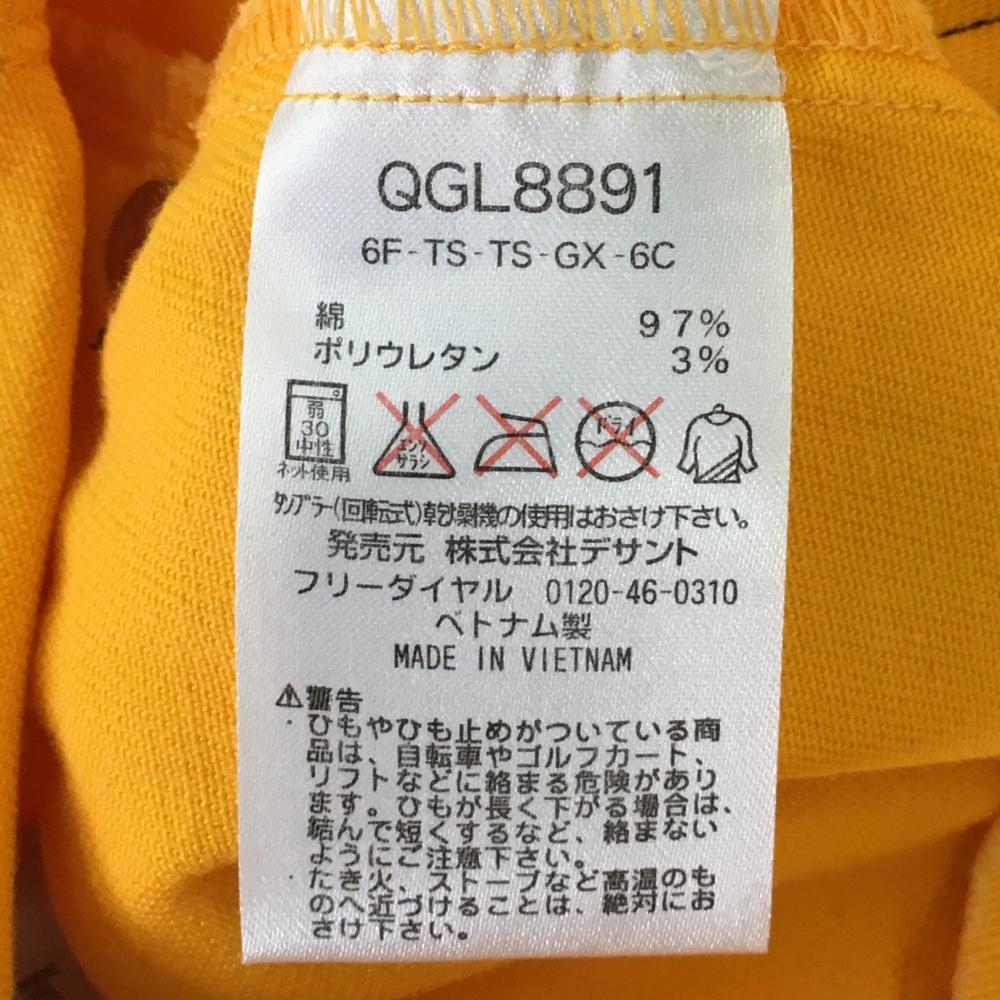 QGL8891
6F-TS-TS-GX-6C
綿 97%
ポリウレタン 3%
弱
30
中性
ネット使用
エンソ
サラシ
ドライ
タンブラー(回転式)乾燥機の使用はおさけ下さい。
発売元 株式会社デサント
フリーダイヤル 0120-46-0310
ベトナム製
MADE IN VIETNAM
⚠警告
・ひもやひも止めがついている商
品は、自転車やゴルフカート、
リフトなどに絡まる危険があり
ます。ひもが長く下がる場合は、
結んで短くするなど、絡まない
ようにご注意下さい。
・たき火、ストーブなど高温のも
のへ近づけることは、絶対にお
さけ下さい。